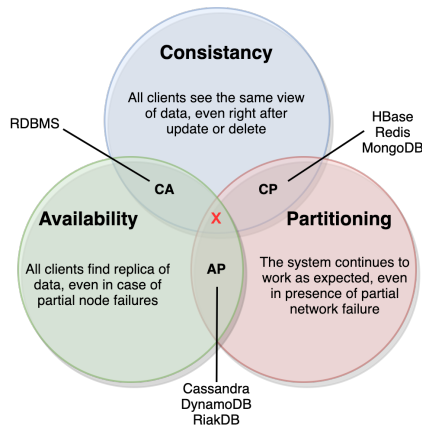 Consistancy
All clients see the same view
of data, even right after
update or delete
RDBMS
HBase
Redis
MongoDB
CA
CP
X
Availability
Partitioning
All clients find replica of
data, even in case of
partial node failures
AP
The system continues to
work as expected, even
in presence of partial
network failure
Cassandra
DynamoDB
RiakDB